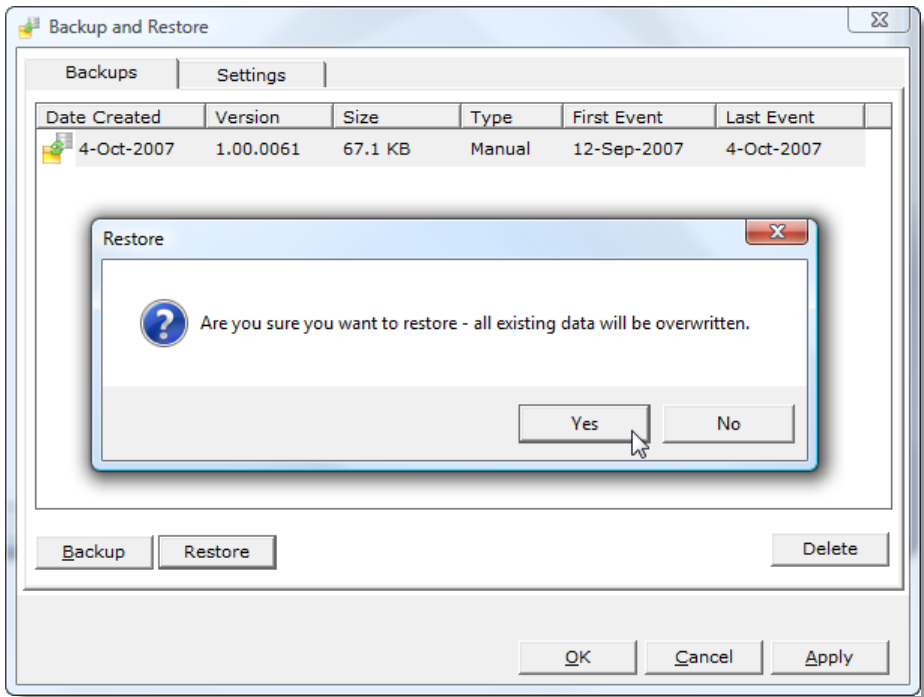 Backup and Restore
Backups Settings
Date Created Version Size Type First Event Last Event
4-Oct-2007 1.00.0061 67.1 KB Manual 12-Sep-2007 4-Oct-2007
Restore
Are you sure you want to restore - all existing data will be overwritten.
Yes No
Backup Restore Delete
OK Cancel Apply